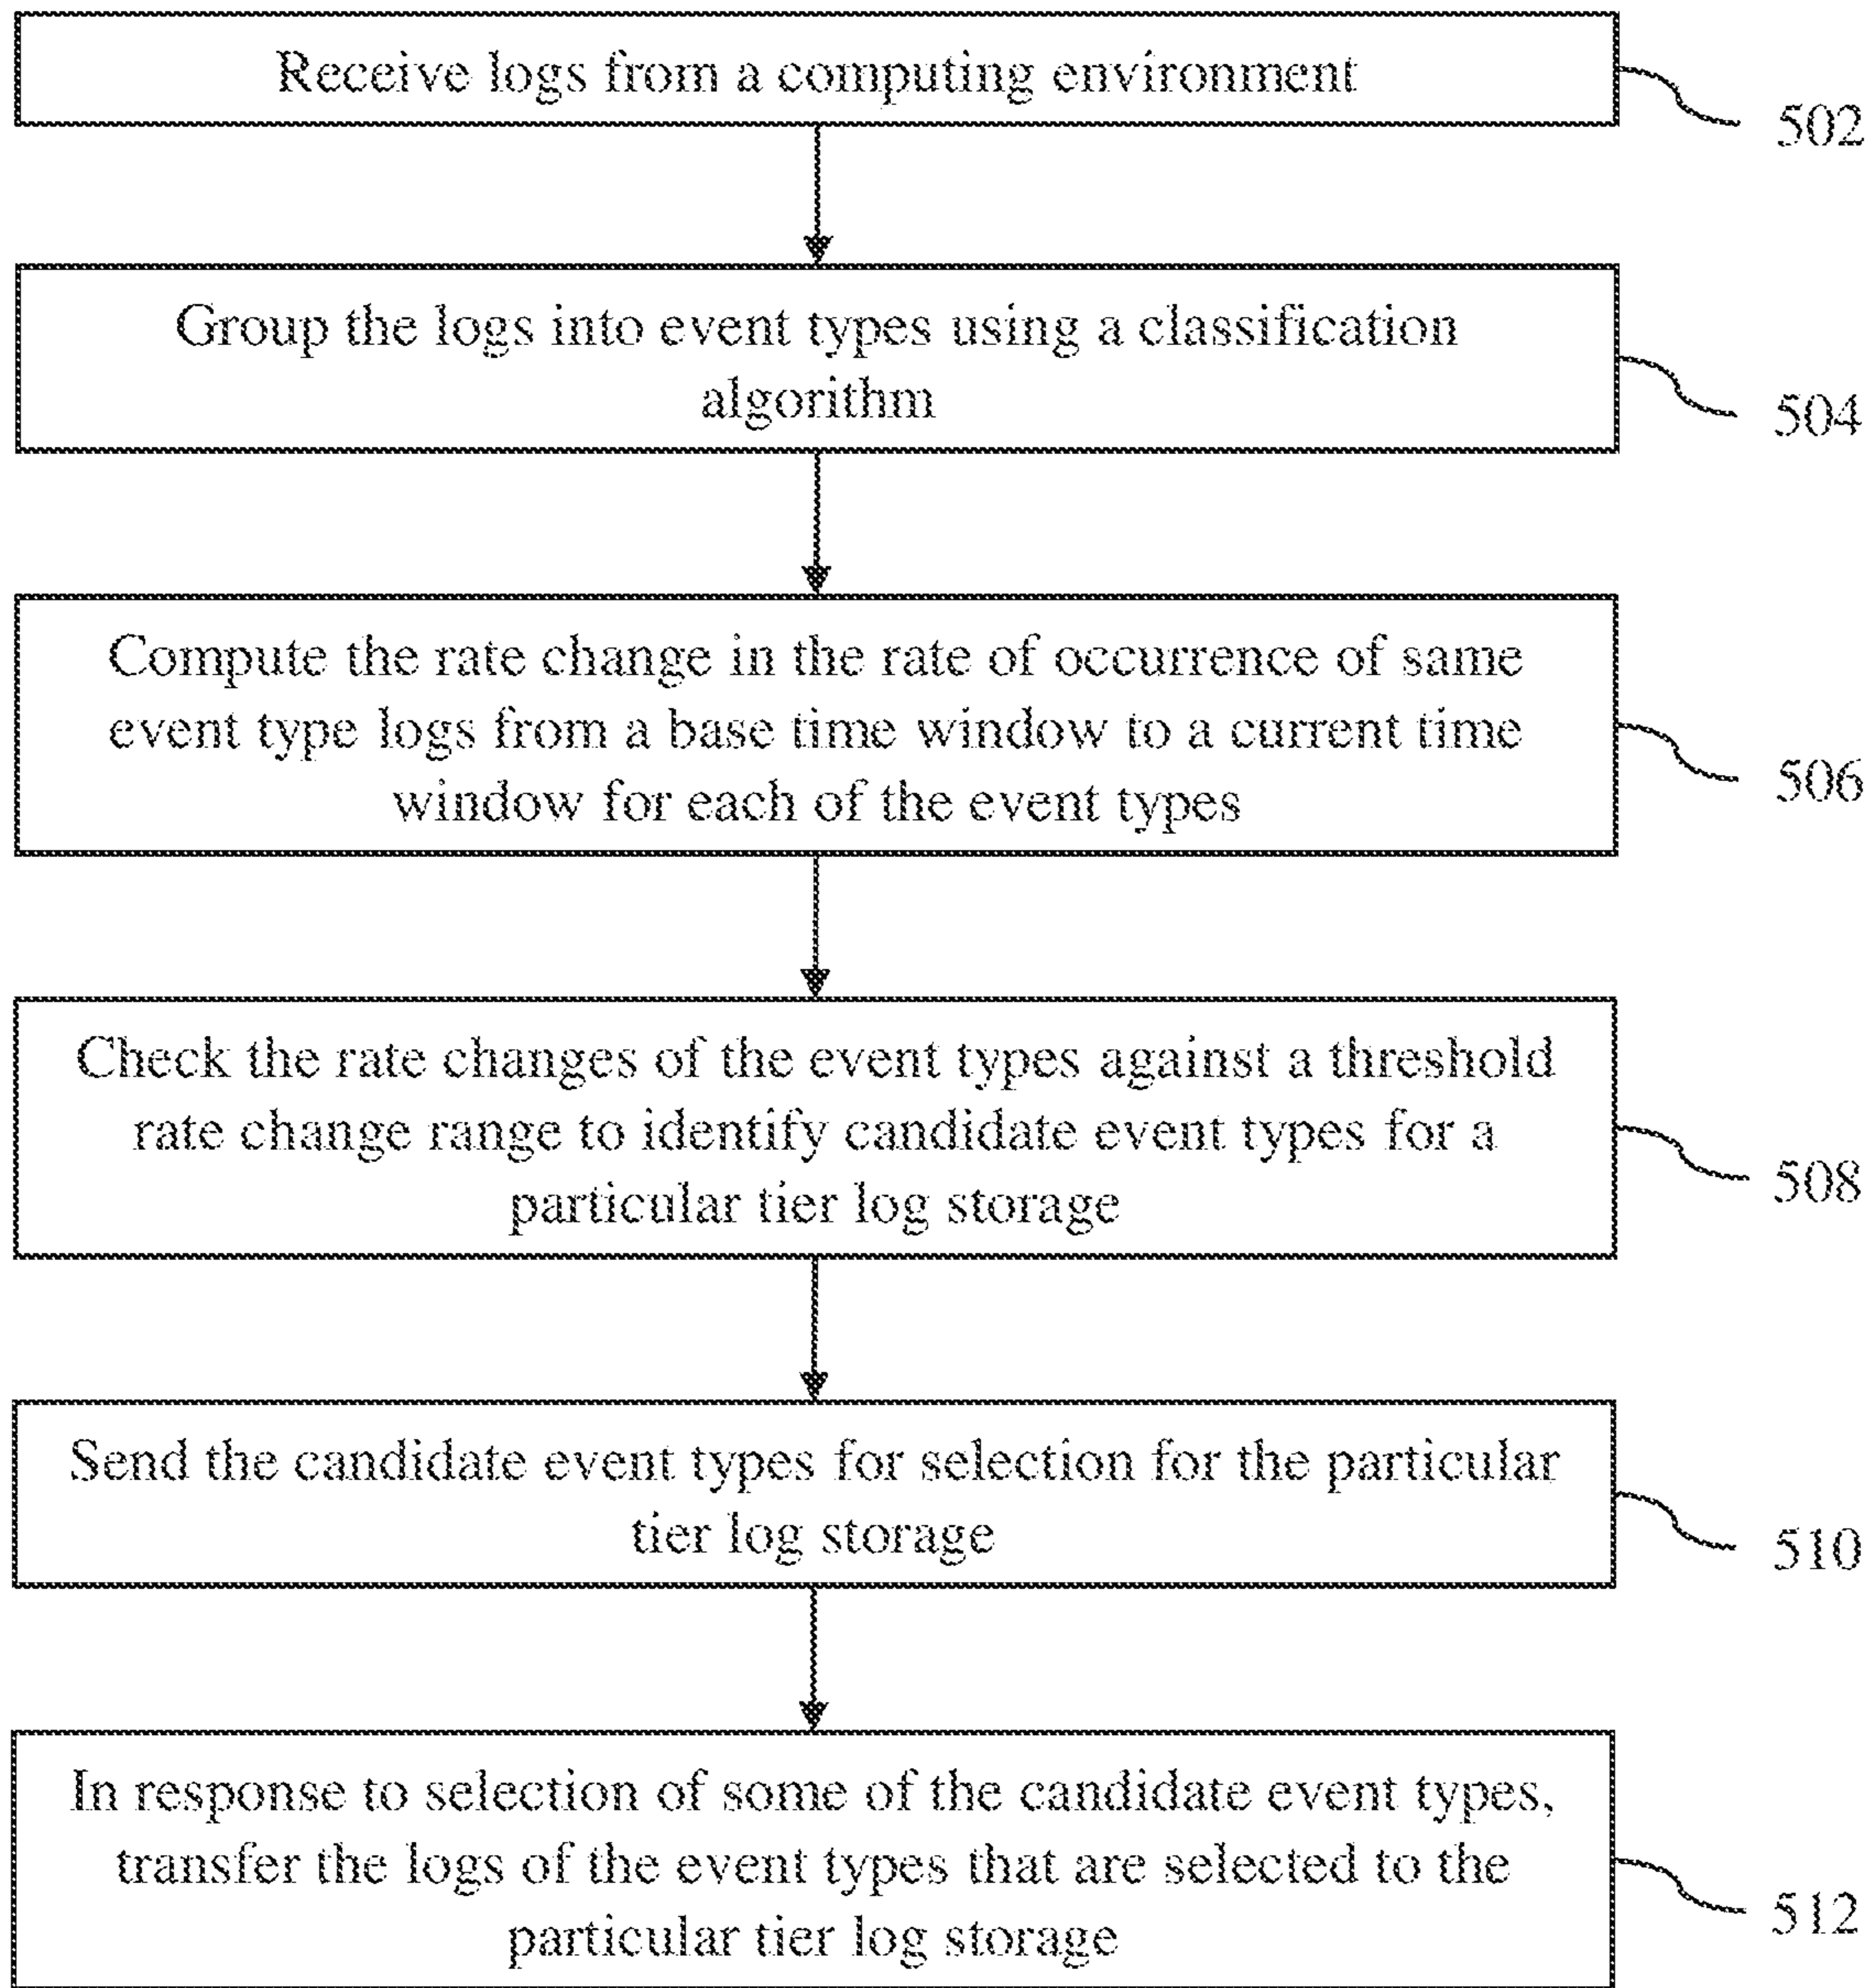 Receive logs from a computing environment
502
Group the logs into event types using a classification
algorithm
504
Compute the rate change in the rate of occurrence of same
event type logs from a base time window to a current time
window for each of the event types
506
Check the rate changes of the event types against a threshold
rate change range to identify candidate event types for a
particular tier log storage
508
Send the candidate event types for selection for the particular
tier log storage
510
In response to selection of some of the candidate event types,
transfer the logs of the event types that are selected to the
particular tier log storage
512